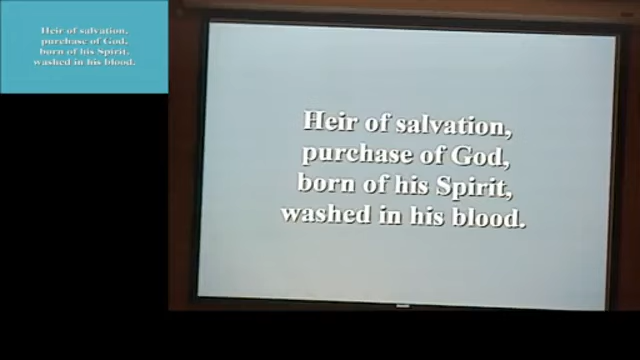 Heir of salvation,
purchase of God,
born of his Spirit,
washed in his blood.
Heir of salvation,
purchase of God,
born of his Spirit,
washed in his blood.